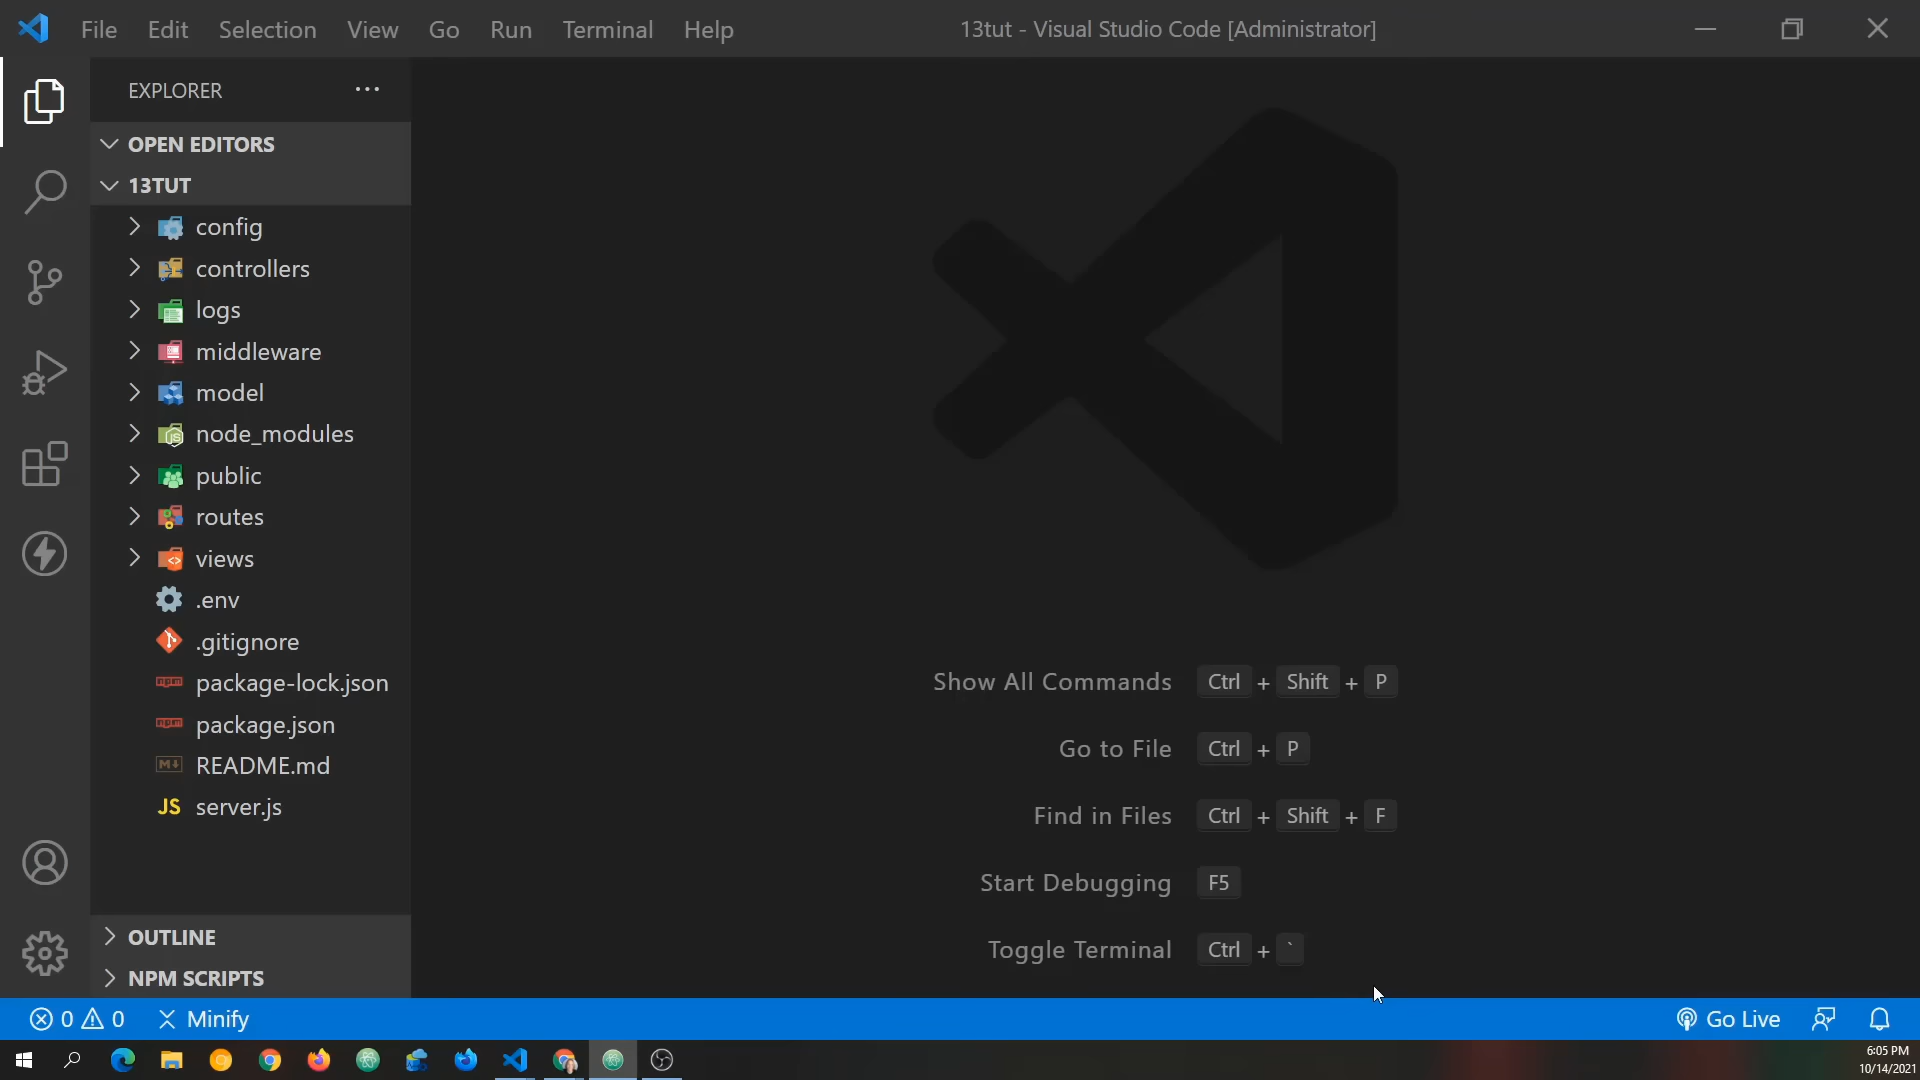 File Edit Selection View Go Run Terminal Help
13tut - Visual Studio Code [Administrator]
EXPLORER ···
OPEN EDITORS
13TUT
config
controllers
logs
middleware
model
node_modules
public
routes
views
.env
.gitignore
package-lock.json
package.json
M↓ README.md
JS server.js
OUTLINE
NPM SCRIPTS
Show All Commands Ctrl + Shift + P
Go to File Ctrl + P
Find in Files Ctrl + Shift + F
Start Debugging F5
Toggle Terminal Ctrl + `
0 0 Minify
Go Live
6:05 PM
10/14/2021